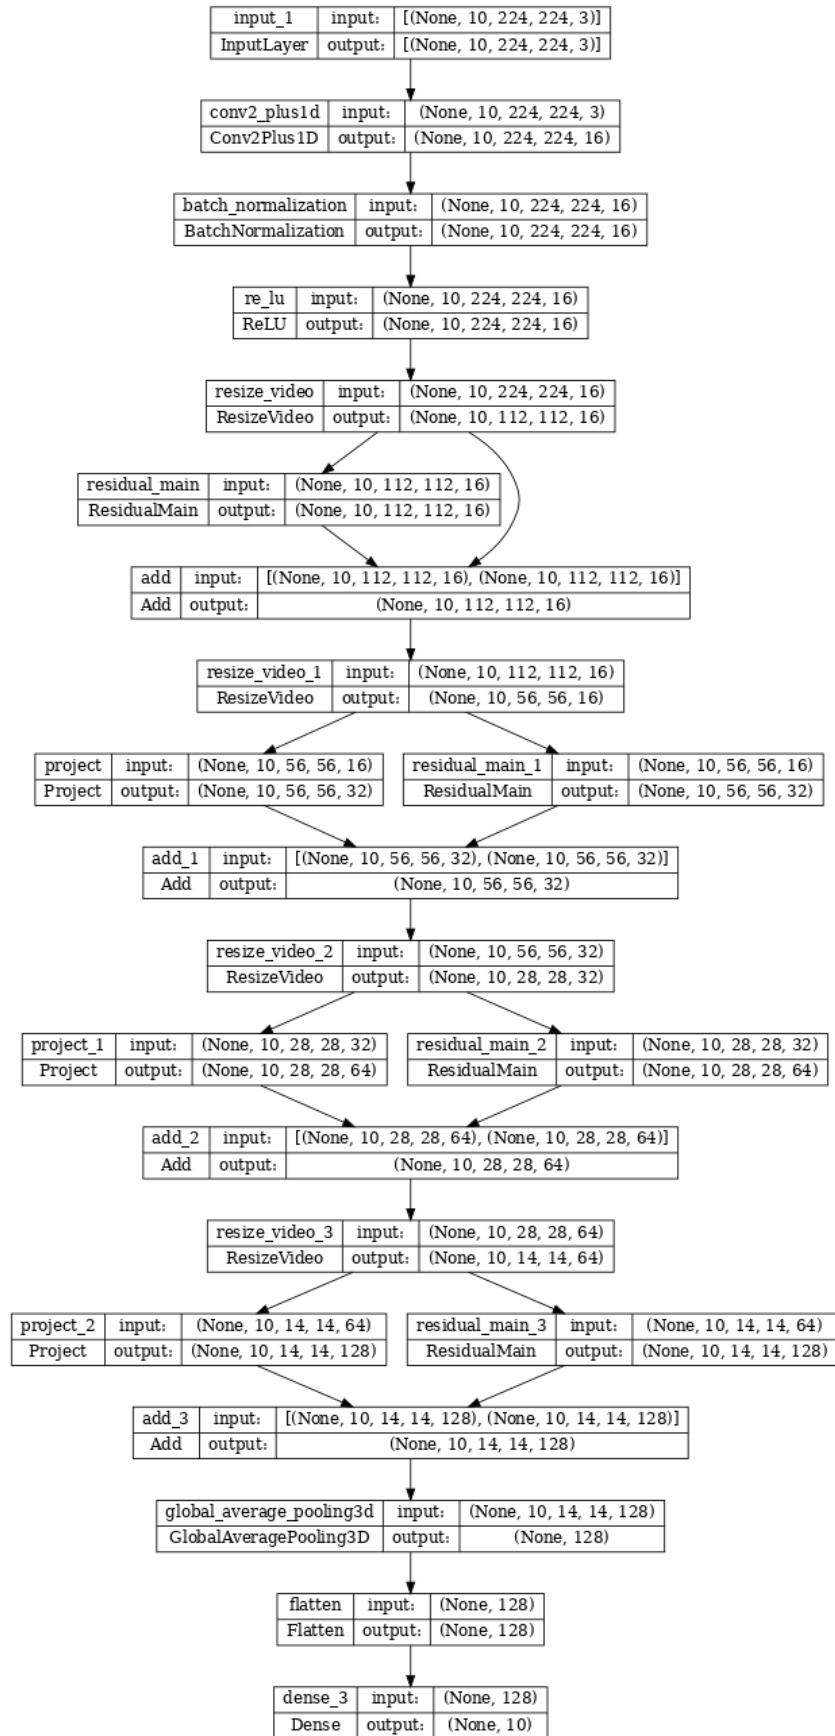 input_1 input: [(None, 10, 224, 224, 3)]
InputLayer output: [(None, 10, 224, 224, 3)]
conv2_plus1d input: (None, 10, 224, 224, 3)
Conv2Plus1D output: (None, 10, 224, 224, 16)
batch_normalization input: (None, 10, 224, 224, 16)
BatchNormalization output: (None, 10, 224, 224, 16)
re_lu input: (None, 10, 224, 224, 16)
ReLU output: (None, 10, 224, 224, 16)
resize_video input: (None, 10, 224, 224, 16)
ResizeVideo output: (None, 10, 112, 112, 16)
residual_main input: (None, 10, 112, 112, 16)
ResidualMain output: (None, 10, 112, 112, 16)
add input: [(None, 10, 112, 112, 16), (None, 10, 112, 112, 16)]
Add output: (None, 10, 112, 112, 16)
resize_video_1 input: (None, 10, 112, 112, 16)
ResizeVideo output: (None, 10, 56, 56, 16)
project input: (None, 10, 56, 56, 16)
Project output: (None, 10, 56, 56, 32)
residual_main_1 input: (None, 10, 56, 56, 16)
ResidualMain output: (None, 10, 56, 56, 32)
add_1 input: [(None, 10, 56, 56, 32), (None, 10, 56, 56, 32)]
Add output: (None, 10, 56, 56, 32)
resize_video_2 input: (None, 10, 56, 56, 32)
ResizeVideo output: (None, 10, 28, 28, 32)
project_1 input: (None, 10, 28, 28, 32)
Project output: (None, 10, 28, 28, 64)
residual_main_2 input: (None, 10, 28, 28, 32)
ResidualMain output: (None, 10, 28, 28, 64)
add_2 input: [(None, 10, 28, 28, 64), (None, 10, 28, 28, 64)]
Add output: (None, 10, 28, 28, 64)
resize_video_3 input: (None, 10, 28, 28, 64)
ResizeVideo output: (None, 10, 14, 14, 64)
project_2 input: (None, 10, 14, 14, 64)
Project output: (None, 10, 14, 14, 128)
residual_main_3 input: (None, 10, 14, 14, 64)
ResidualMain output: (None, 10, 14, 14, 128)
add_3 input: [(None, 10, 14, 14, 128), (None, 10, 14, 14, 128)]
Add output: (None, 10, 14, 14, 128)
global_average_pooling3d input: (None, 10, 14, 14, 128)
GlobalAveragePooling3D output: (None, 128)
flatten input: (None, 128)
Flatten output: (None, 128)
dense_3 input: (None, 128)
Dense output: (None, 10)